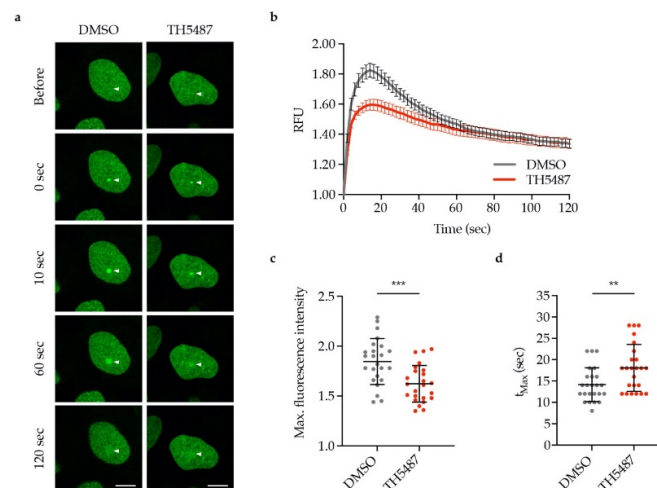 a
DMSO TH5487
Before
0 sec
10 sec
60 sec
120 sec
b
2.00
1.80
1.60
1.40
1.20
1.00
RFU
DMSO
TH5487
0 20 40 60 80 100 120
Time (sec)
c
***
2.5
2.0
1.5
1.0
Max. fluorescence intensity
DMSO
TH5487
d
**
35
30
25
20
15
10
5
0
tMax (sec)
DMSO
TH5487